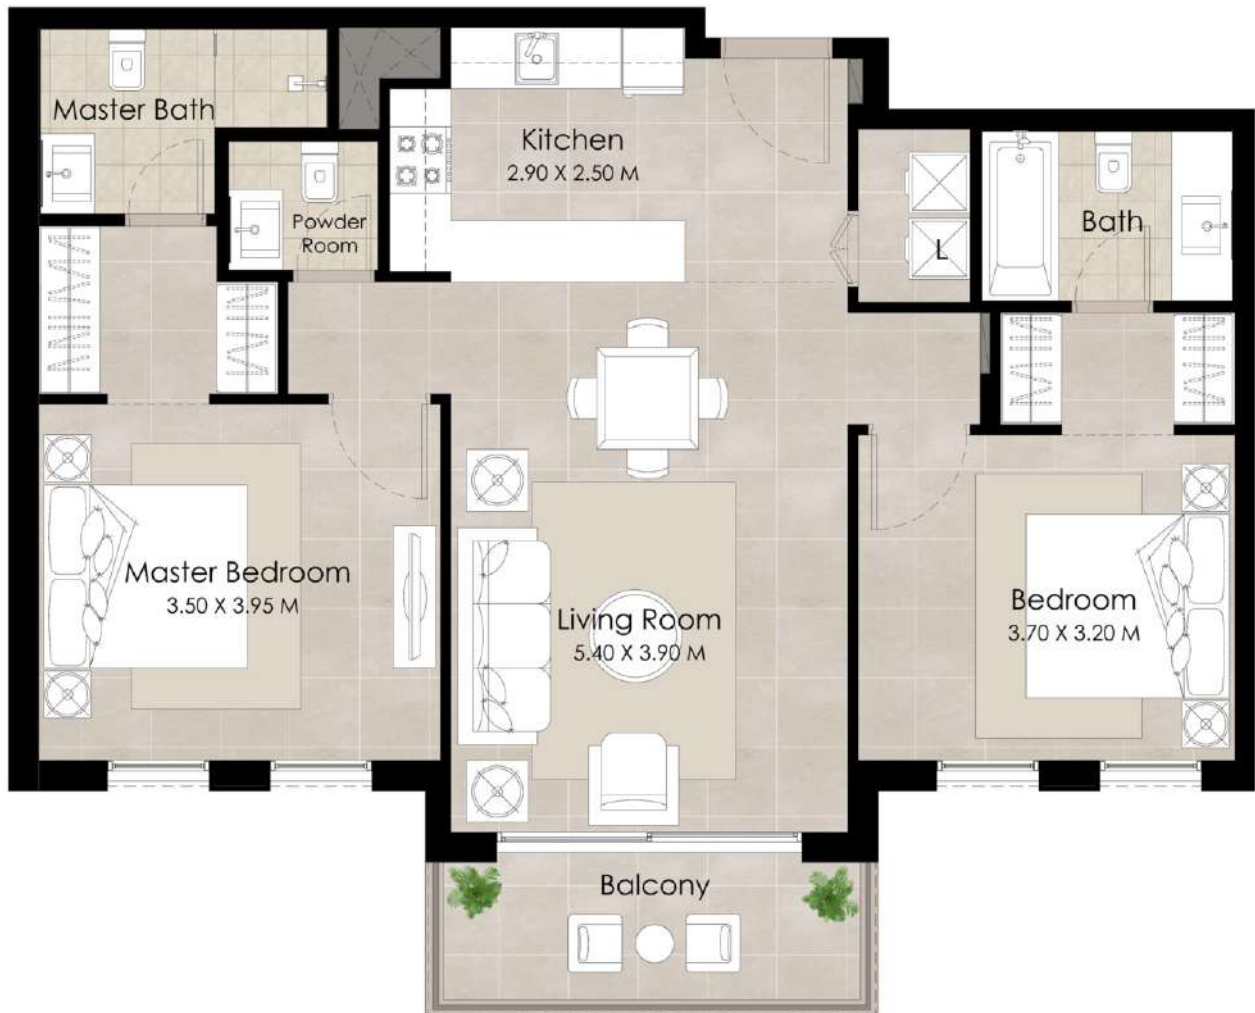 Master Bath
Kitchen
2.90 X 2.50 M
Powder
Room
Bath
L
Master Bedroom
3.50 X 3.95 M
Living Room
5.40 X 3.90 M
Bedroom
3.70 X 3.20 M
Balcony